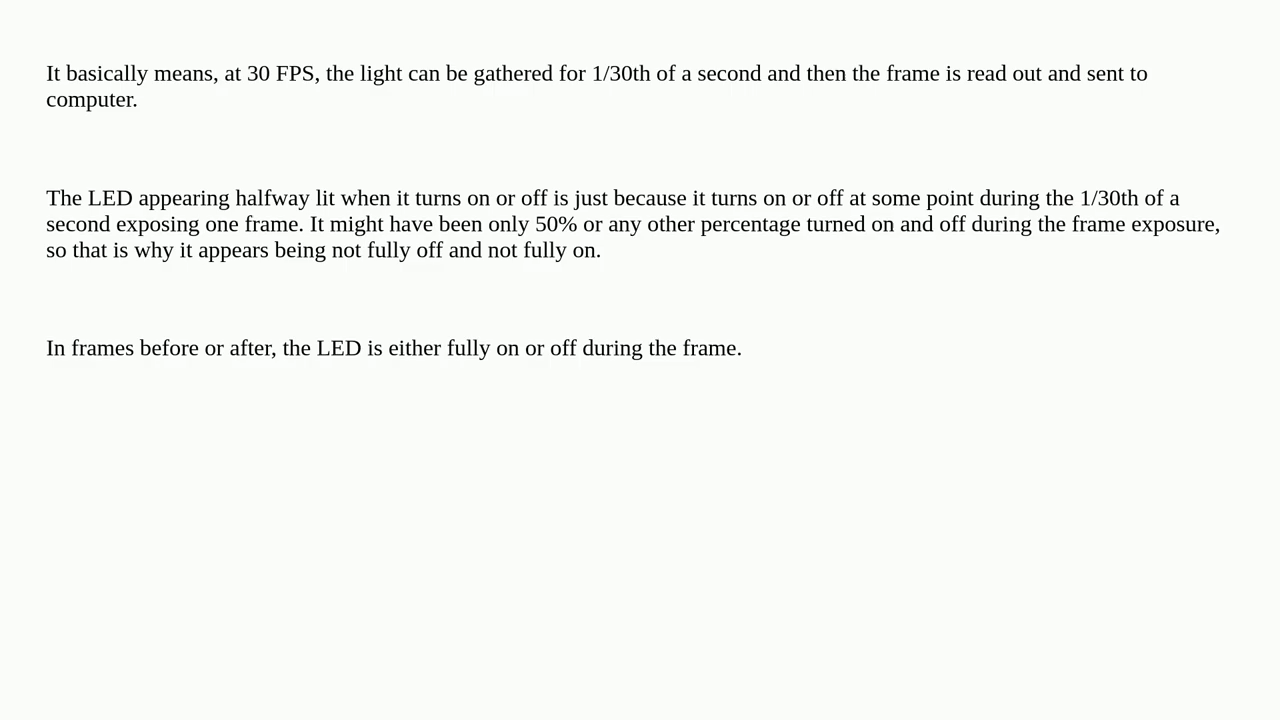 It basically means, at 30 FPS, the light can be gathered for 1/30th of a second and then the frame is read out and sent to
computer.
The LED appearing halfway lit when it turns on or off is just because it turns on or off at some point during the 1/30th of a
second exposing one frame. It might have been only 50% or any other percentage turned on and off during the frame exposure,
so that is why it appears being not fully off and not fully on.
In frames before or after, the LED is either fully on or off during the frame.